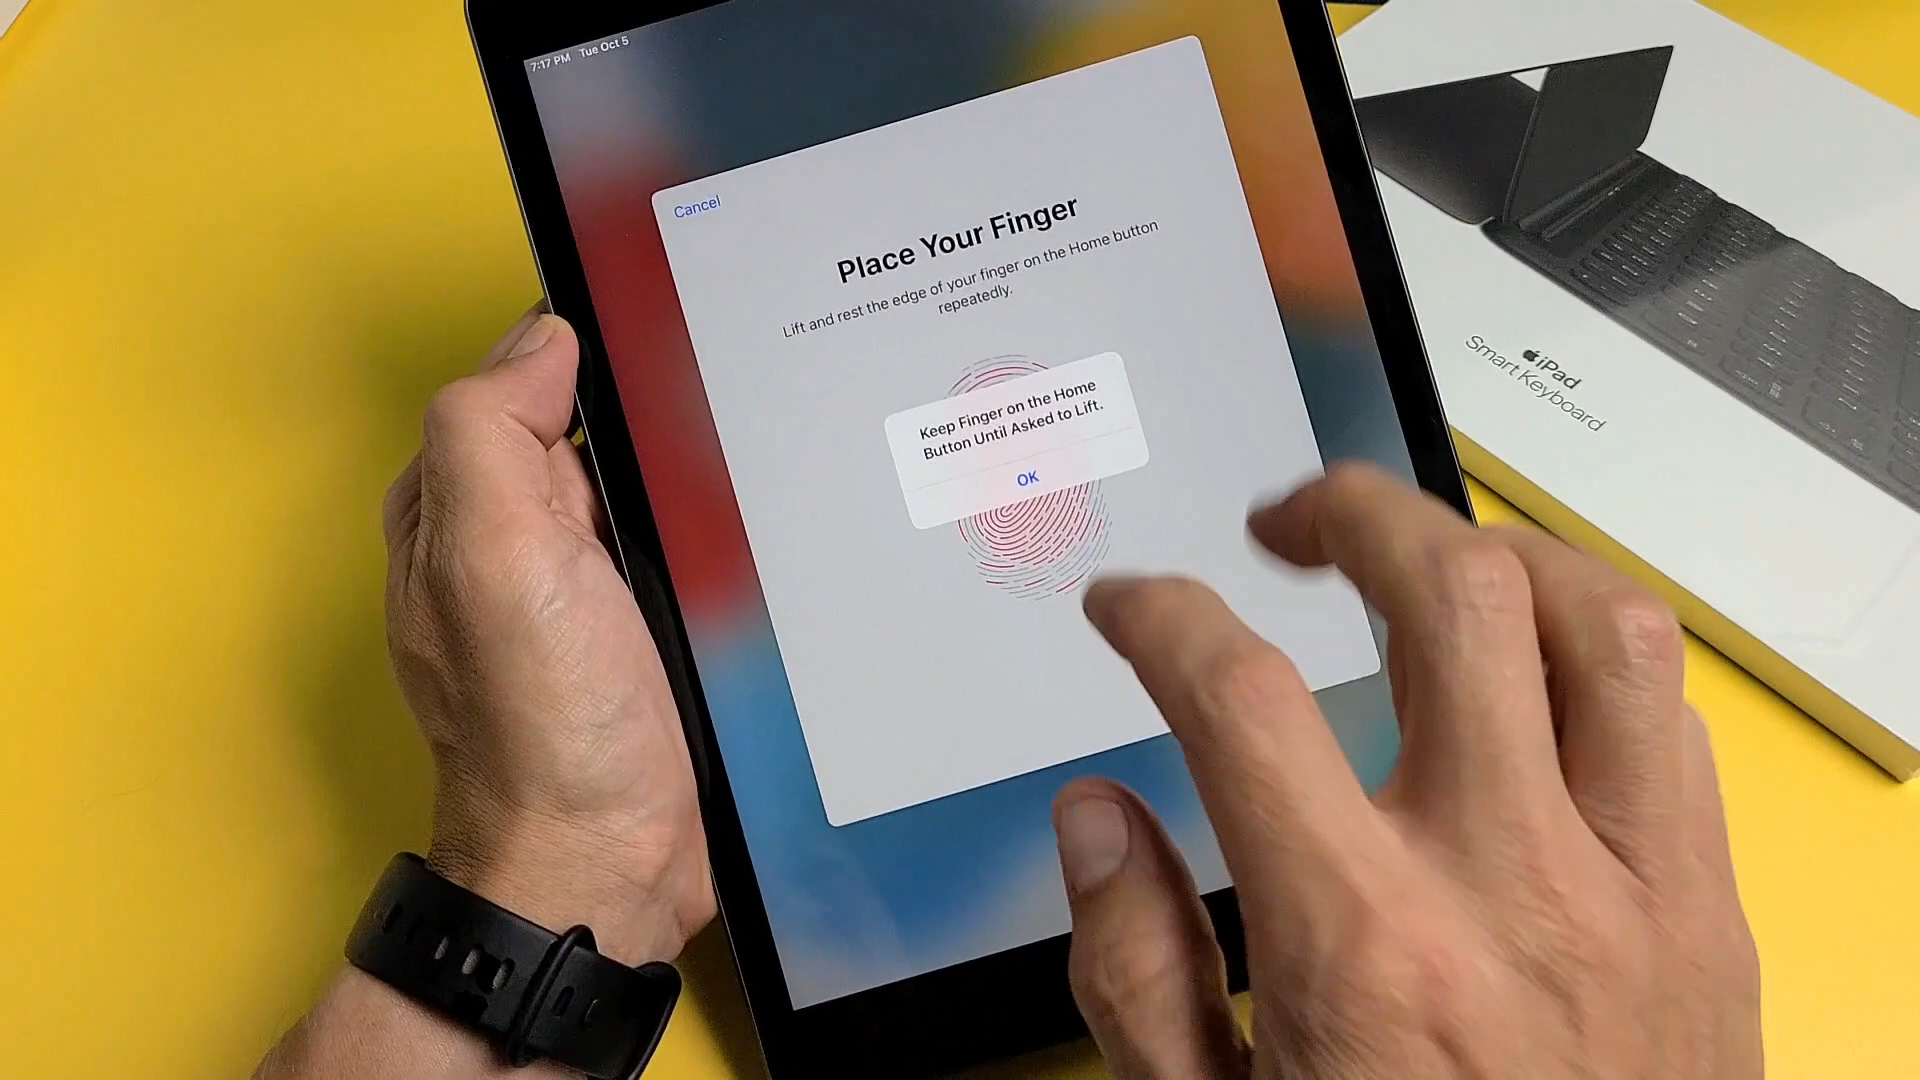 7:17 PM Tue Oct 5
Cancel
Place Your Finger
Lift and rest the edge of your finger on the Home button
repeatedly.
Keep Finger on the Home
Button Until Asked to Lift.
OK
iPad
Smart Keyboard